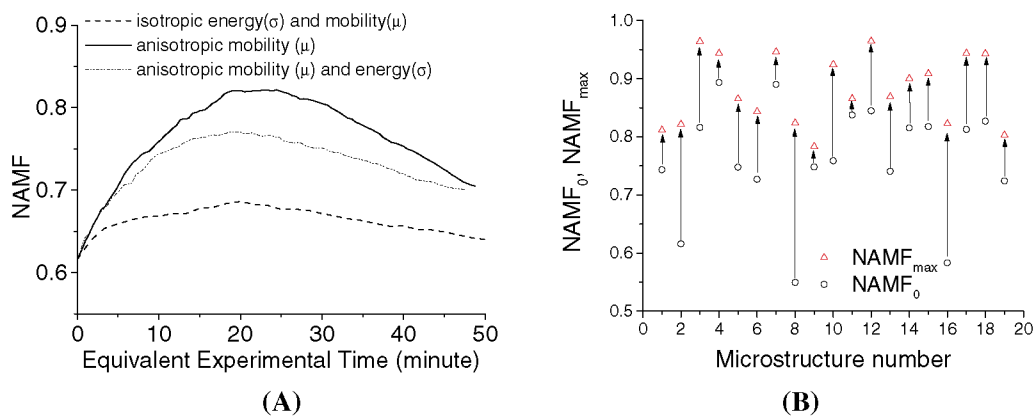 0.9
0.8
0.7
0.6
NAMF
isotropic energy(σ) and mobility(μ)
anisotropic mobility (μ)
anisotropic mobility (μ) and energy(σ)
0 10 20 30 40 50
Equivalent Experimental Time (minute)
(A)
1.0
0.9
0.8
0.7
0.6
0.5
NAMF₀, NAMFₘₐₓ
NAMFₘₐₓ
NAMF₀
0 2 4 6 8 10 12 14 16 18 20
Microstructure number
(B)